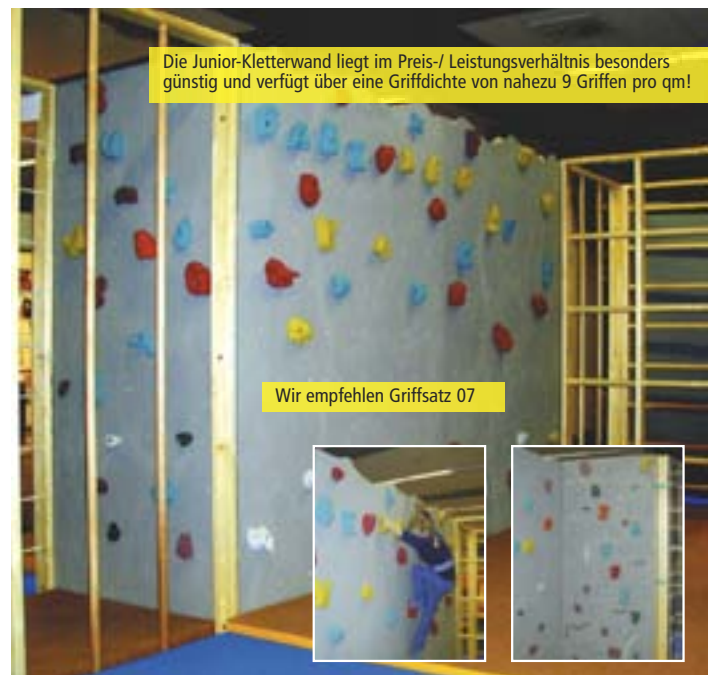 Die Junior-Kletterwand liegt im Preis-/ Leistungsverhältnis besonders
günstig und verfügt über eine Griffdichte von nahezu 9 Griffen pro qm!
Wir empfehlen Griffsatz 07